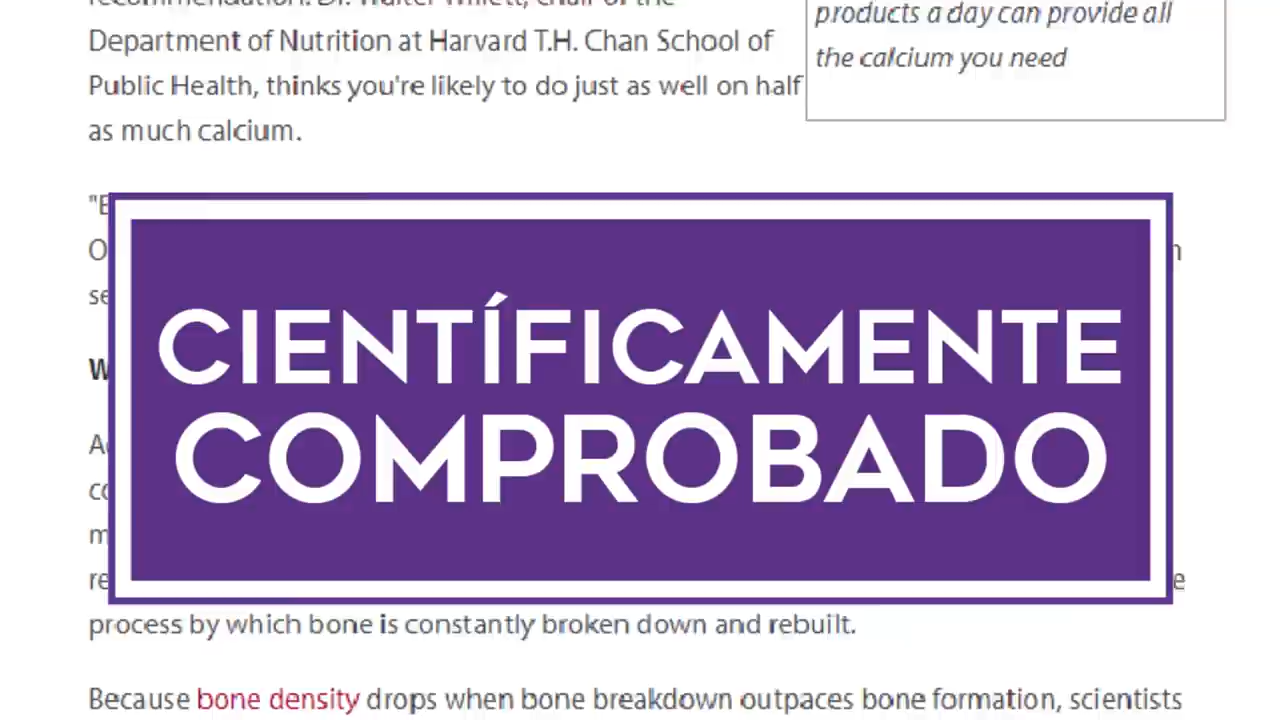 Department of Nutrition at Harvard T.H. Chan School of
Public Health, thinks you're likely to do just as well on half
as much calcium.
products a day can provide all
the calcium you need
CIENTÍFICAMENTE
COMPROBADO
process by which bone is constantly broken down and rebuilt.
Because bone density drops when bone breakdown outpaces bone formation, scientists